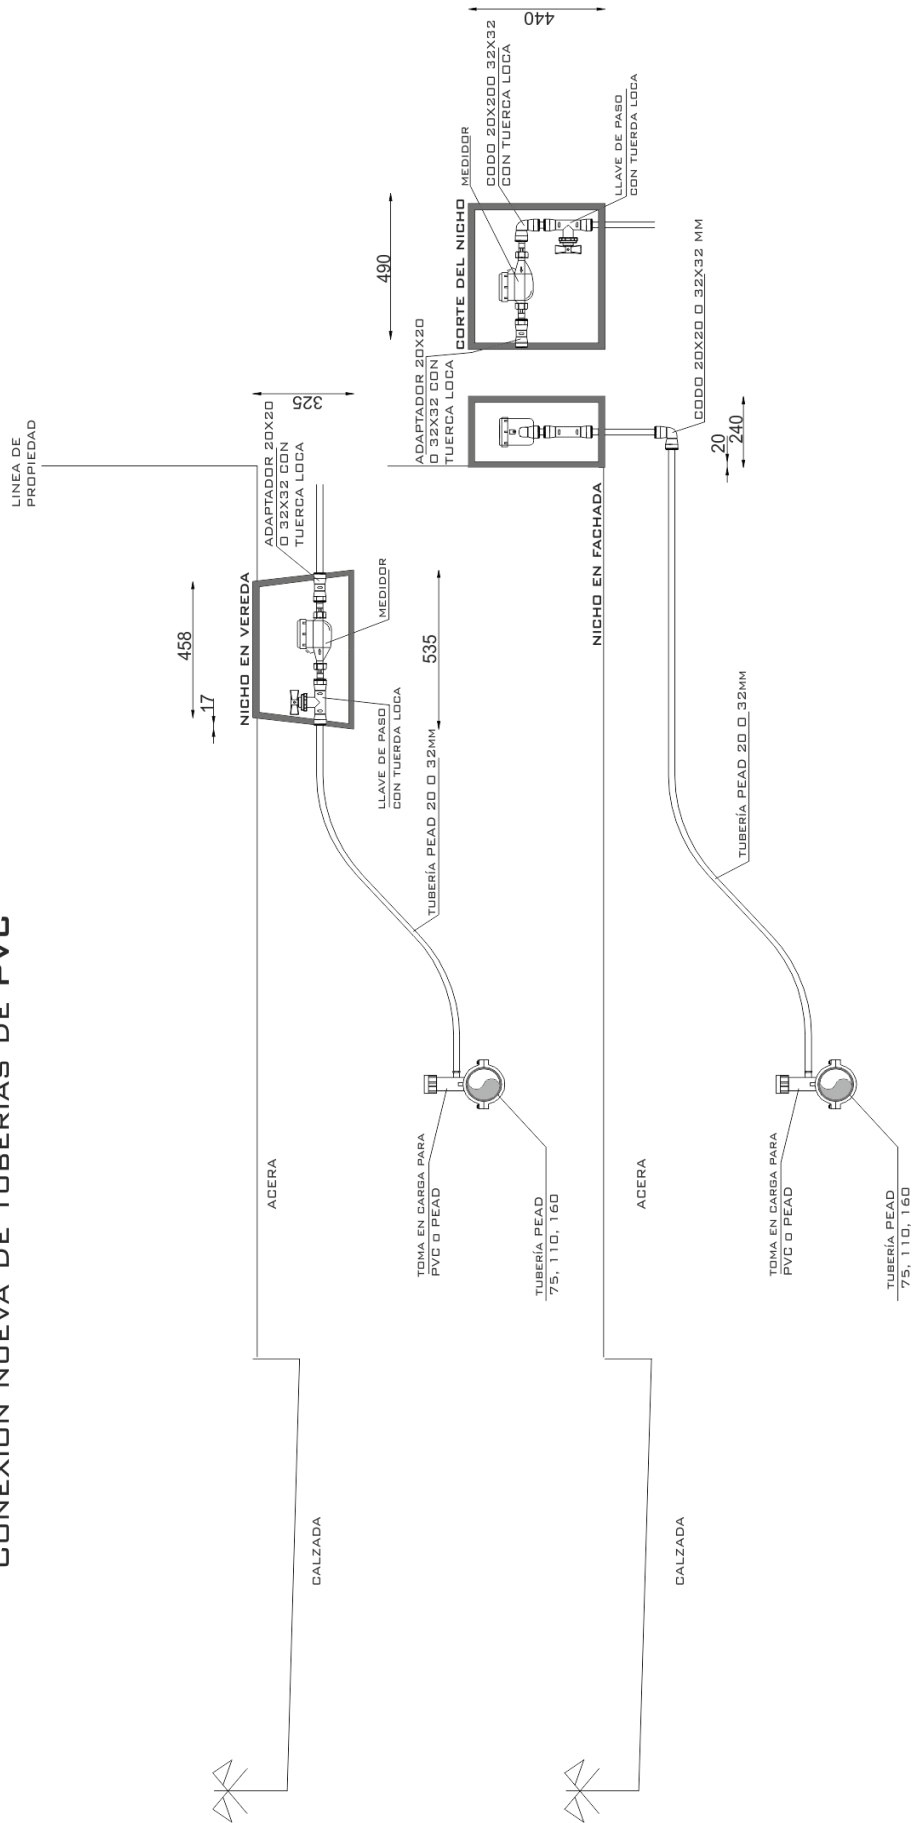 CONEXIÓN NUEVA DE TUBERÍAS DE PVC
LINEA DE
PROPIEDAD
458
17
NICHO EN VEREDA
325
ADAPTADOR 20X20
O 32X32 CON
TUERCA LOCA
MEDIDOR
535
LLAVE DE PASO
CON TUERDA LOCA
TUBERÍA PEAD 20 O 32MM
ACERA
TOMA EN CARGA PARA
PVC O PEAD
TUBERÍA PEAD
75, 110, 160
CALZADA
490
440
CORTE DEL NICHO
MEDIDOR
CODO 20X20O 32X32
CON TUERCA LOCA
LLAVE DE PASO
CON TUERDA LOCA
ADAPTADOR 20X20
O 32X32 CON
TUERCA LOCA
NICHO EN FACHADA
CODO 20X20 O 32X32 MM
20
240
TUBERÍA PEAD 20 O 32MM
ACERA
TOMA EN CARGA PARA
PVC O PEAD
TUBERÍA PEAD
75, 110, 160
CALZADA